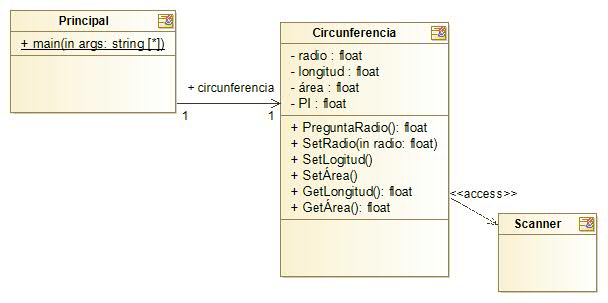 Principal
+ main(in args: string [*])
+ circunferencia
1
1
Circunferencia
- radio : float
- longitud : float
- área : float
- PI : float
+ PreguntaRadio(): float
+ SetRadio(in radio: float)
+ SetLogitud()
+ SetÁrea()
+ GetLongitud(): float
+ GetÁrea(): float
<<access>>
Scanner